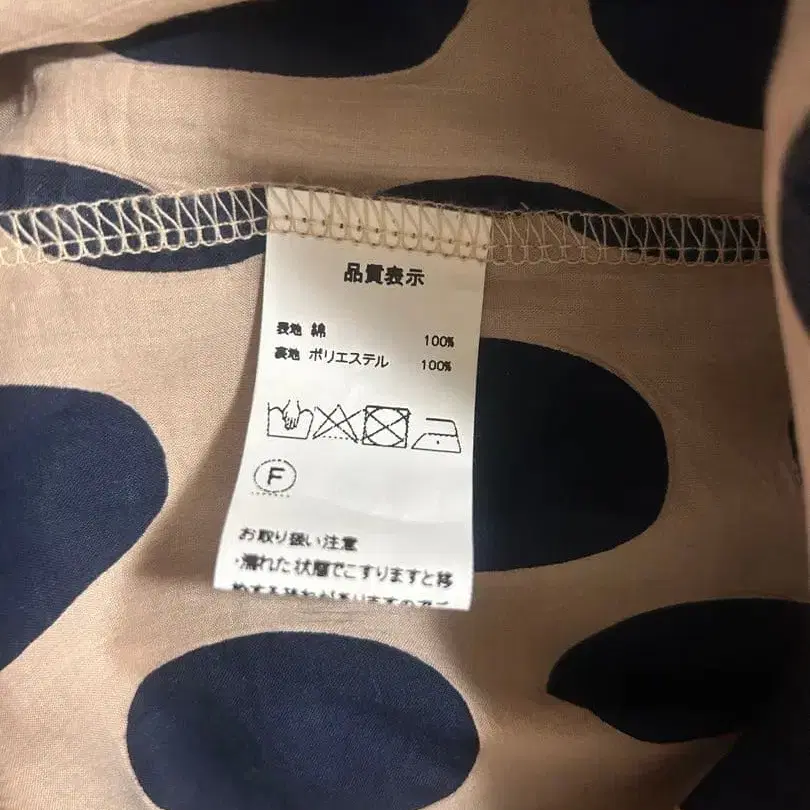 品質表示
表地 綿 100%
裏地 ポリエステル 100%
F
お取り扱い注意
・濡れた状態でこすりますと移